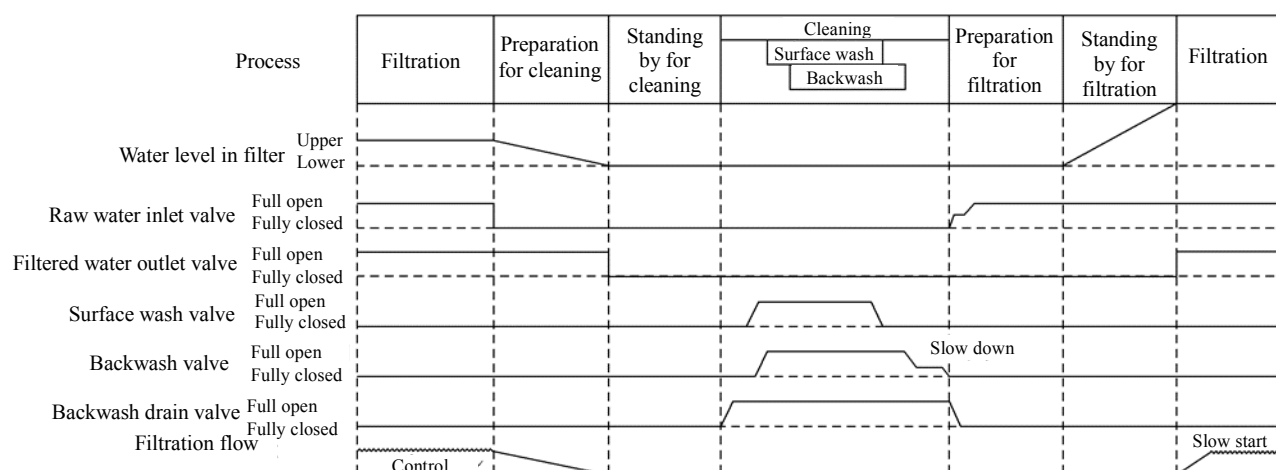 Process
Filtration
Preparation
for cleaning
Standing
by for
cleaning
Cleaning
Surface wash
Backwash
Preparation
for
filtration
Standing
by for
filtration
Filtration
Water level in filter
Upper
Lower
Raw water inlet valve
Full open
Fully closed
Filtered water outlet valve
Full open
Fully closed
Surface wash valve
Full open
Fully closed
Backwash valve
Full open
Fully closed
Slow down
Backwash drain valve
Full open
Fully closed
Filtration flow
Control
Slow start